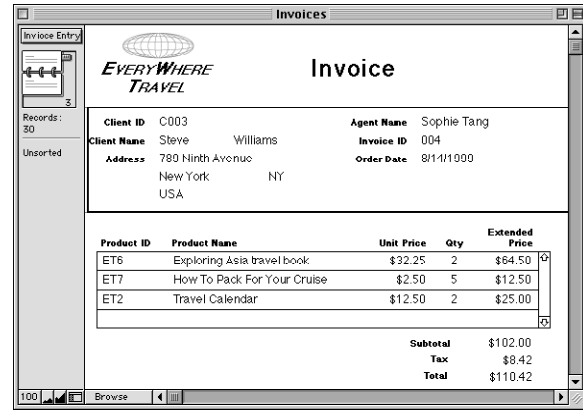 Invoices
Invioce Entry
3
Records:
30
Unsorted
EVERYWHERE
TRAVEL
Invoice
Client ID C003 Agent Name Sophie Tang
Client Name Steve Williams Invoice ID 004
Address 780 Ninth Avenue Order Date 8/14/1999
New York NY
USA
Product ID Product Name Unit Price Qty Extended Price
ET6 Exploring Asia travel book $32.25 2 $64.50
ET7 How To Pack For Your Cruise $2.50 5 $12.50
ET2 Travel Calendar $12.50 2 $25.00
Subtotal $102.00
Tax $8.42
Total $110.42
100 Browse